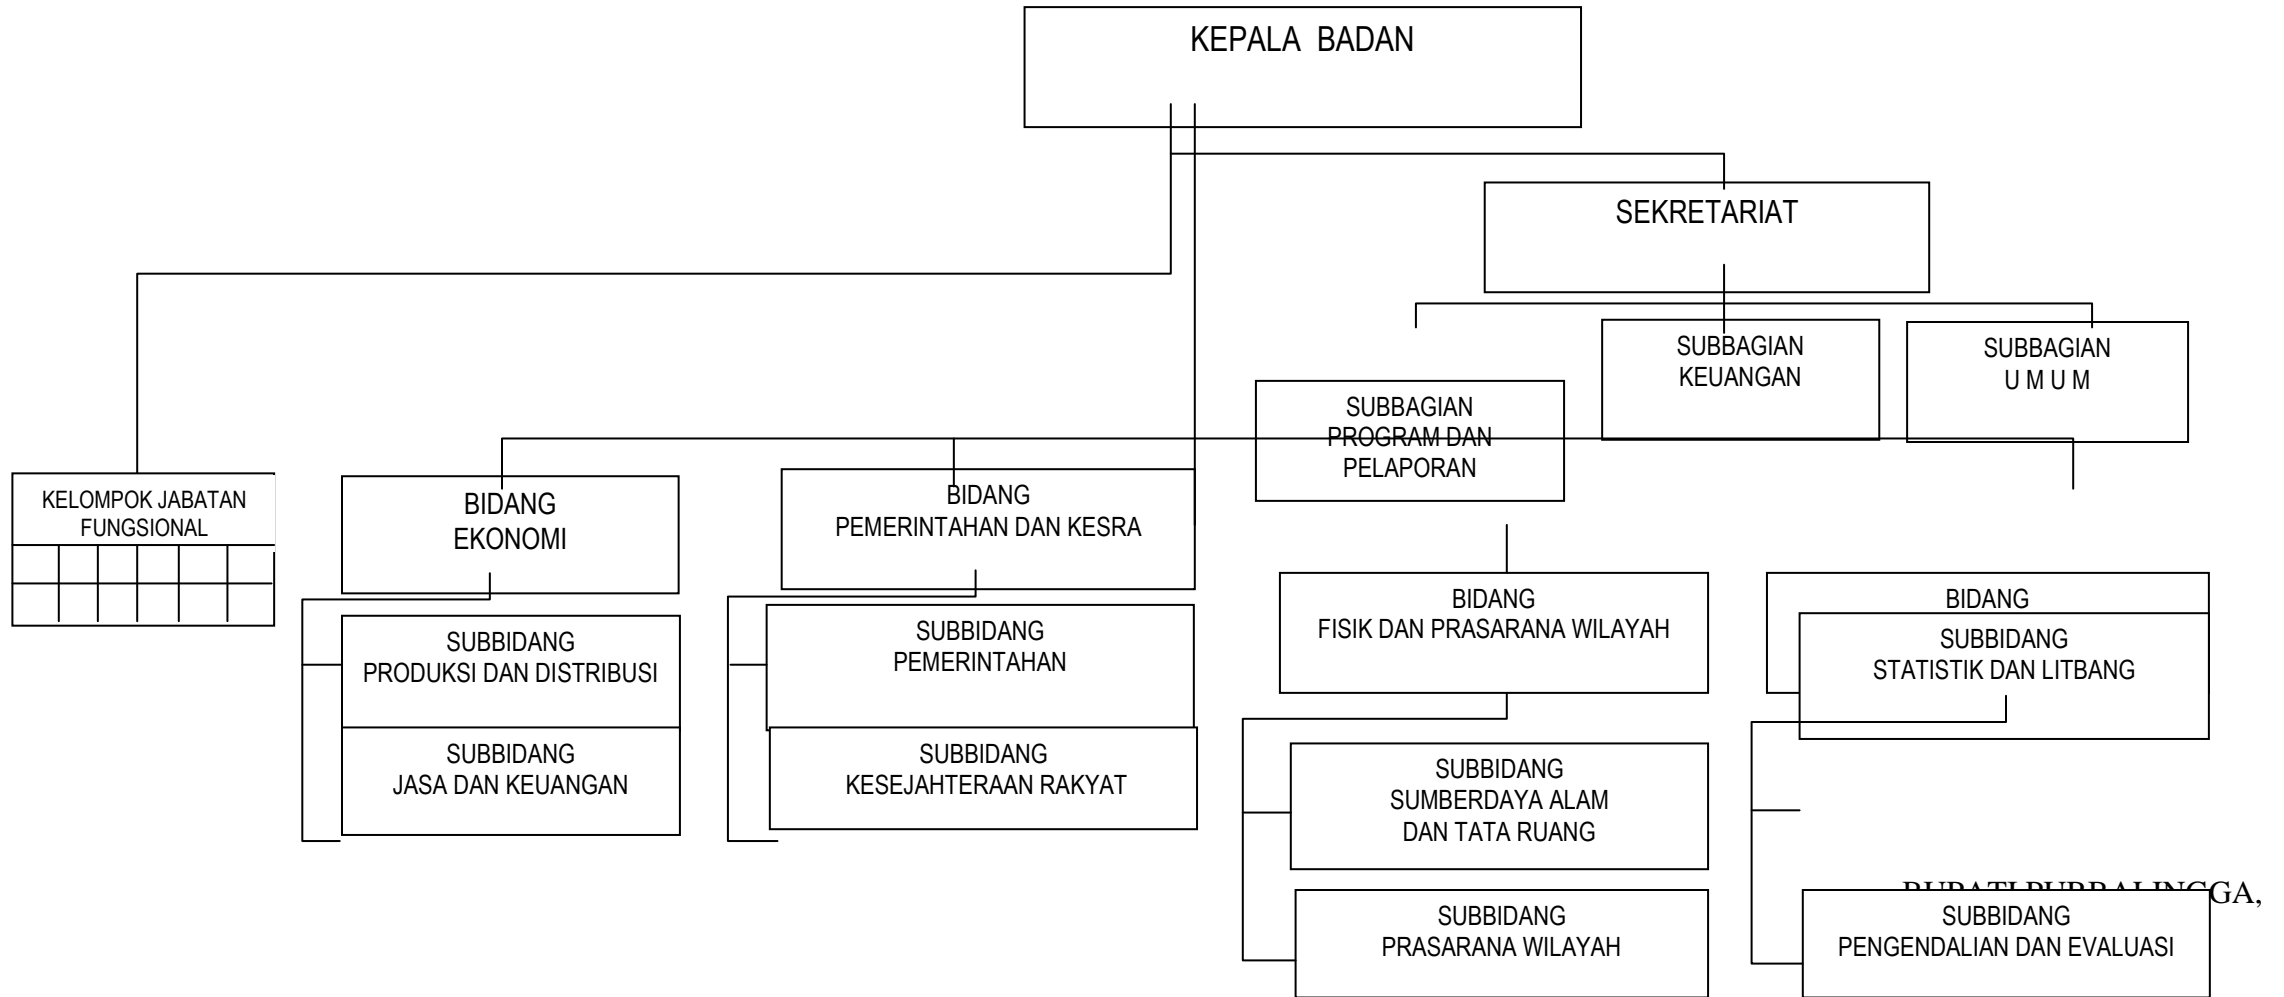 KEPALA BADAN
SEKRETARIAT
SUBBAGIAN
KEUANGAN
SUBBAGIAN
U M U M
SUBBAGIAN
PROGRAM DAN
PELAPORAN
KELOMPOK JABATAN
FUNGSIONAL
BIDANG
EKONOMI
BIDANG
PEMERINTAHAN DAN KESRA
BIDANG
FISIK DAN PRASARANA WILAYAH
BIDANG
SUBBIDANG
PRODUKSI DAN DISTRIBUSI
SUBBIDANG
JASA DAN KEUANGAN
SUBBIDANG
PEMERINTAHAN
SUBBIDANG
KESEJAHTERAAN RAKYAT
SUBBIDANG
SUMBERDAYA ALAM
DAN TATA RUANG
SUBBIDANG
PRASARANA WILAYAH
SUBBIDANG
STATISTIK DAN LITBANG
BUPATI PURBALINGGA,
SUBBIDANG
PENGENDALIAN DAN EVALUASI